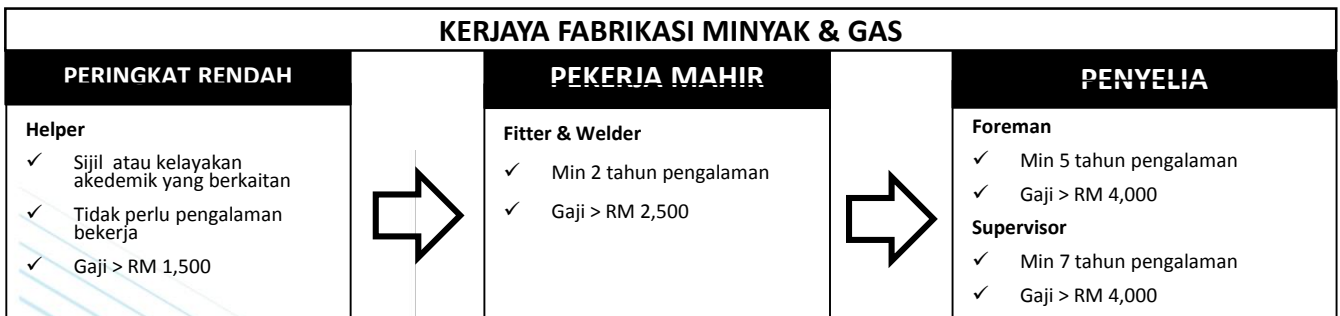 KERJAYA FABRIKASI MINYAK & GAS
PERINGKAT RENDAH
Helper
✓ Sijil atau kelayakan
akedemik yang berkaitan
✓ Tidak perlu pengalaman
bekerja
✓ Gaji > RM 1,500
PEKERJA MAHIR
Fitter & Welder
✓ Min 2 tahun pengalaman
✓ Gaji > RM 2,500
PENYELIA
Foreman
✓ Min 5 tahun pengalaman
✓ Gaji > RM 4,000
Supervisor
✓ Min 7 tahun pengalaman
✓ Gaji > RM 4,000